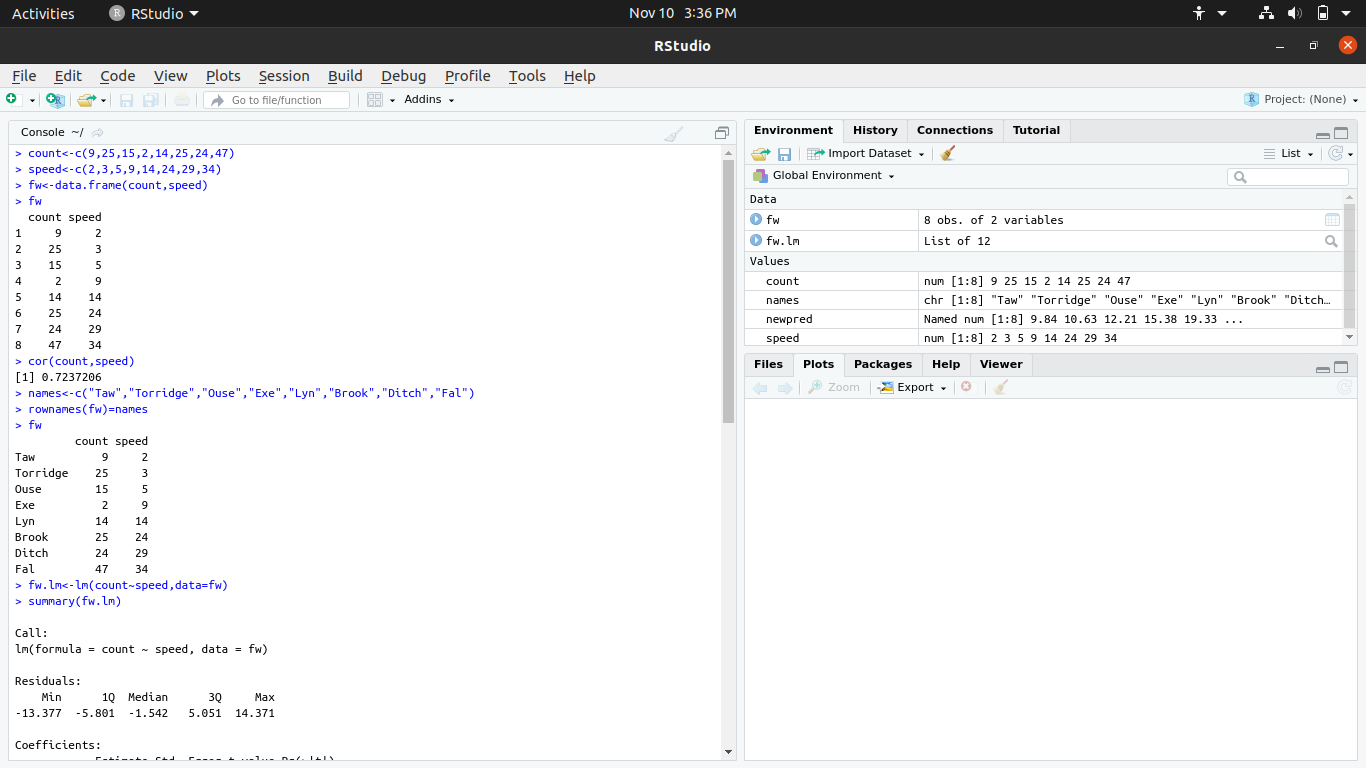 Activities RStudio Nov 10 3:36 PM
RStudio
File Edit Code View Plots Session Build Debug Profile Tools Help
Go to file/function Addins Project: (None)
Console ~/
> count<-c(9,25,15,2,14,25,24,47)
> speed<-c(2,3,5,9,14,24,29,34)
> fw<-data.frame(count,speed)
> fw
  count speed
1     9     2
2    25     3
3    15     5
4     2     9
5    14    14
6    25    24
7    24    29
8    47    34
> cor(count,speed)
[1] 0.7237206
> names<-c("Taw","Torridge","Ouse","Exe","Lyn","Brook","Ditch","Fal")
> rownames(fw)=names
> fw
         count speed
Taw          9     2
Torridge    25     3
Ouse        15     5
Exe          2     9
Lyn         14    14
Brook       25    24
Ditch       24    29
Fal         47    34
> fw.lm<-lm(count~speed,data=fw)
> summary(fw.lm)
Call:
lm(formula = count ~ speed, data = fw)
Residuals:
    Min      1Q  Median      3Q     Max
-13.377  -5.801  -1.542   5.051  14.371
Coefficients:
Estimate Std. Error t value Pr(>|t|)
Environment History Connections Tutorial
Import Dataset List
Global Environment
Data
fw 8 obs. of 2 variables
fw.lm List of 12
Values
count num [1:8] 9 25 15 2 14 25 24 47
names chr [1:8] "Taw" "Torridge" "Ouse" "Exe" "Lyn" "Brook" "Ditch…
newpred Named num [1:8] 9.84 10.63 12.21 15.38 19.33 ...
speed num [1:8] 2 3 5 9 14 24 29 34
Files Plots Packages Help Viewer
Zoom Export